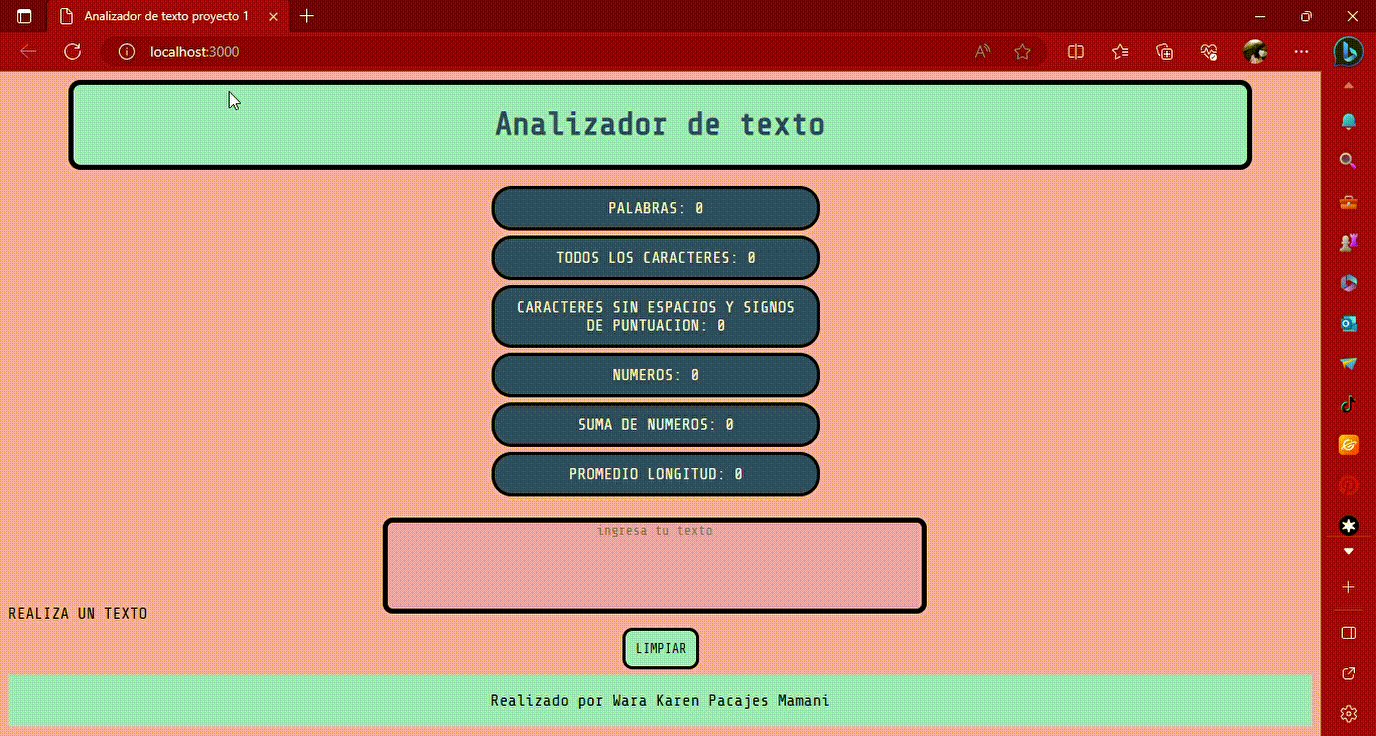 Analizador de texto proyecto 1
localhost:3000
Analizador de texto
PALABRAS: 0
TODOS LOS CARACTERES: 0
CARACTERES SIN ESPACIOS Y SIGNOS
DE PUNTUACION: 0
NUMEROS: 0
SUMA DE NUMEROS: 0
PROMEDIO LONGITUD: 0
ingresa tu texto
REALIZA UN TEXTO
LIMPIAR
Realizado por Wara Karen Pacajes Mamani